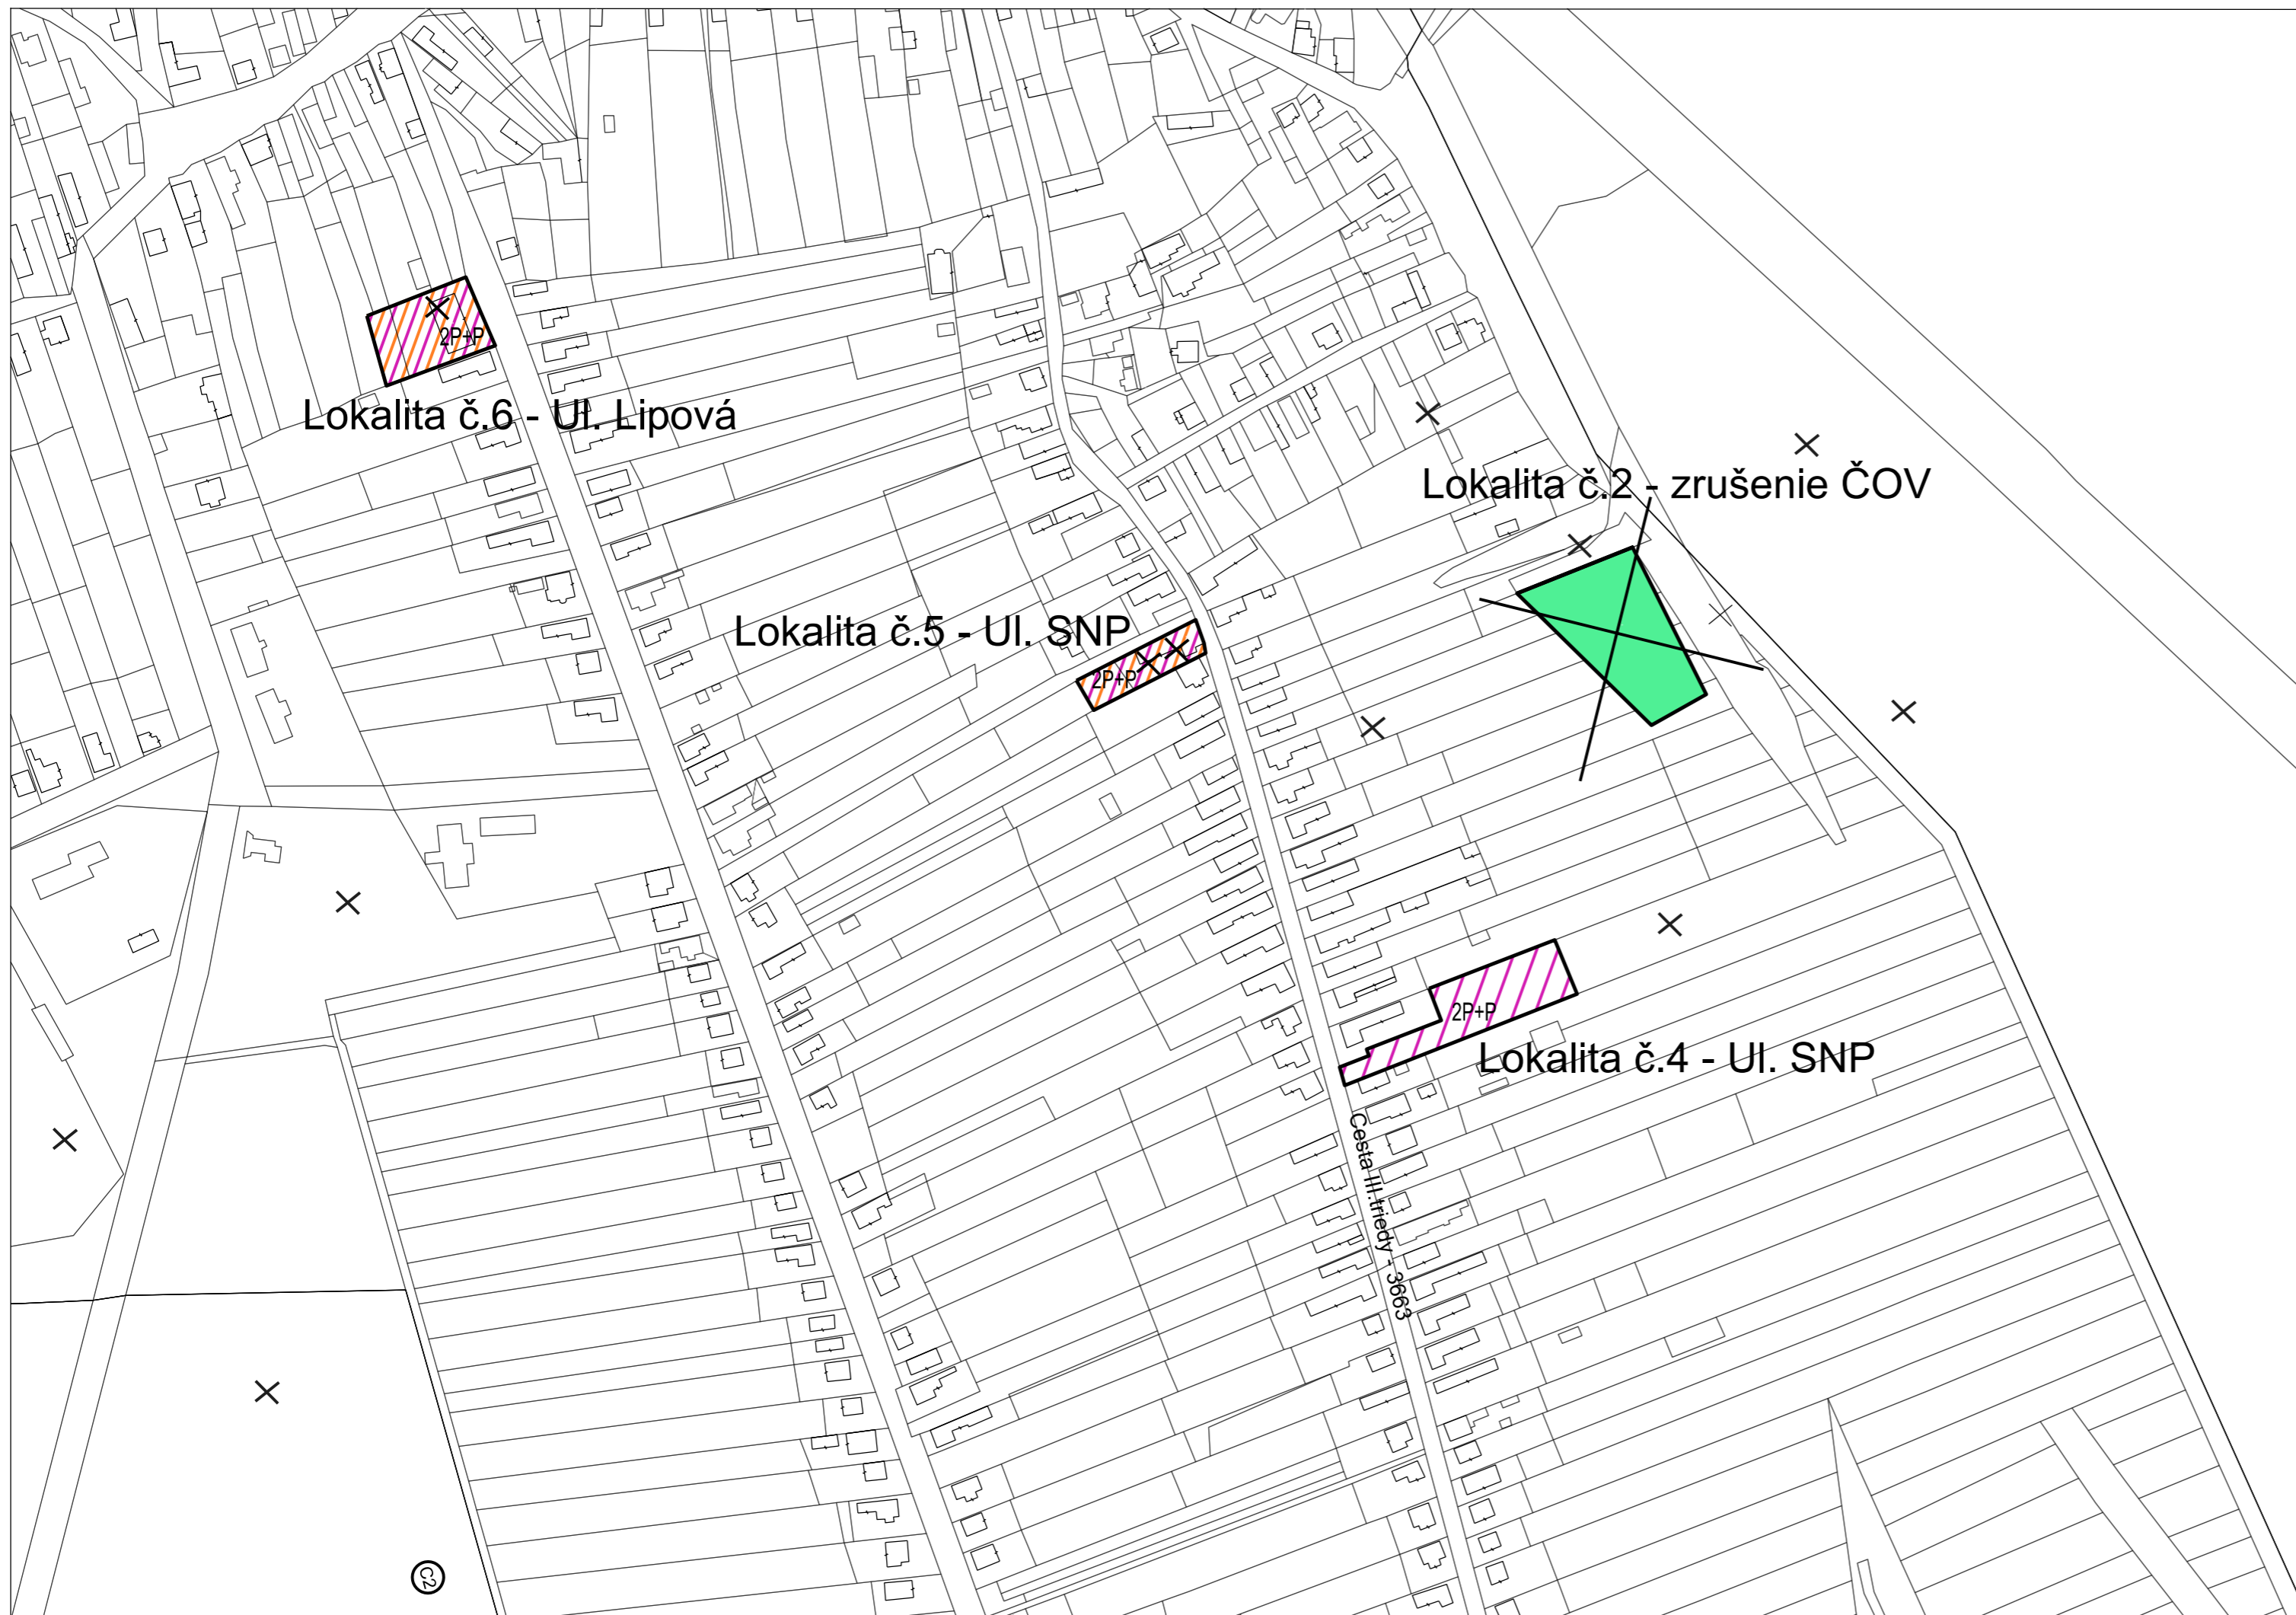 2P+P
Lokalita č.6 - Ul. Lipová
Lokalita č.2 - zrušenie ČOV
Lokalita č.5 - Ul. SNP
2P+P
2P+P
Lokalita č.4 - Ul. SNP
Cesta III.triedy - 3663
C2